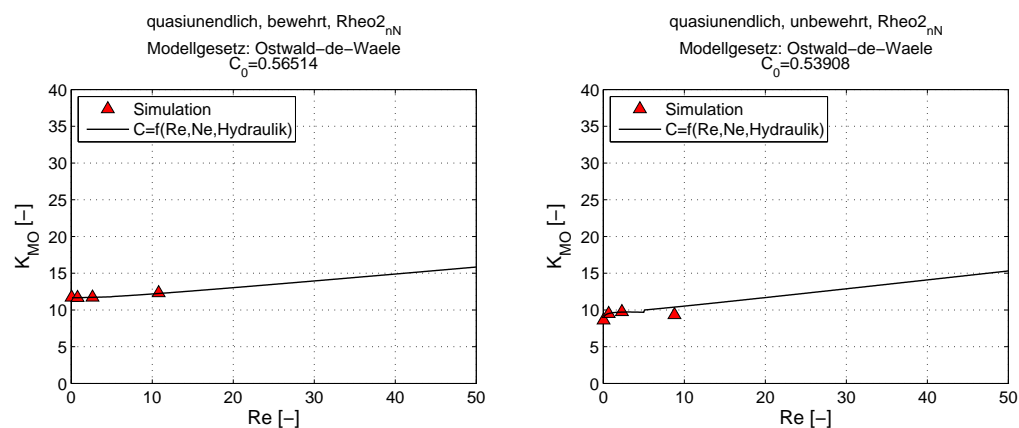 quasiunendlich, bewehrt, Rheo2nN
Modellgesetz: Ostwald−de−Waele
C0=0.56514
40
35
30
25
20
15
10
5
0
KMO [−]
Simulation
C=f(Re,Ne,Hydraulik)
0 10 20 30 40 50
Re [−]
quasiunendlich, unbewehrt, Rheo2nN
Modellgesetz: Ostwald−de−Waele
C0=0.53908
40
35
30
25
20
15
10
5
0
KMO [−]
Simulation
C=f(Re,Ne,Hydraulik)
0 10 20 30 40 50
Re [−]